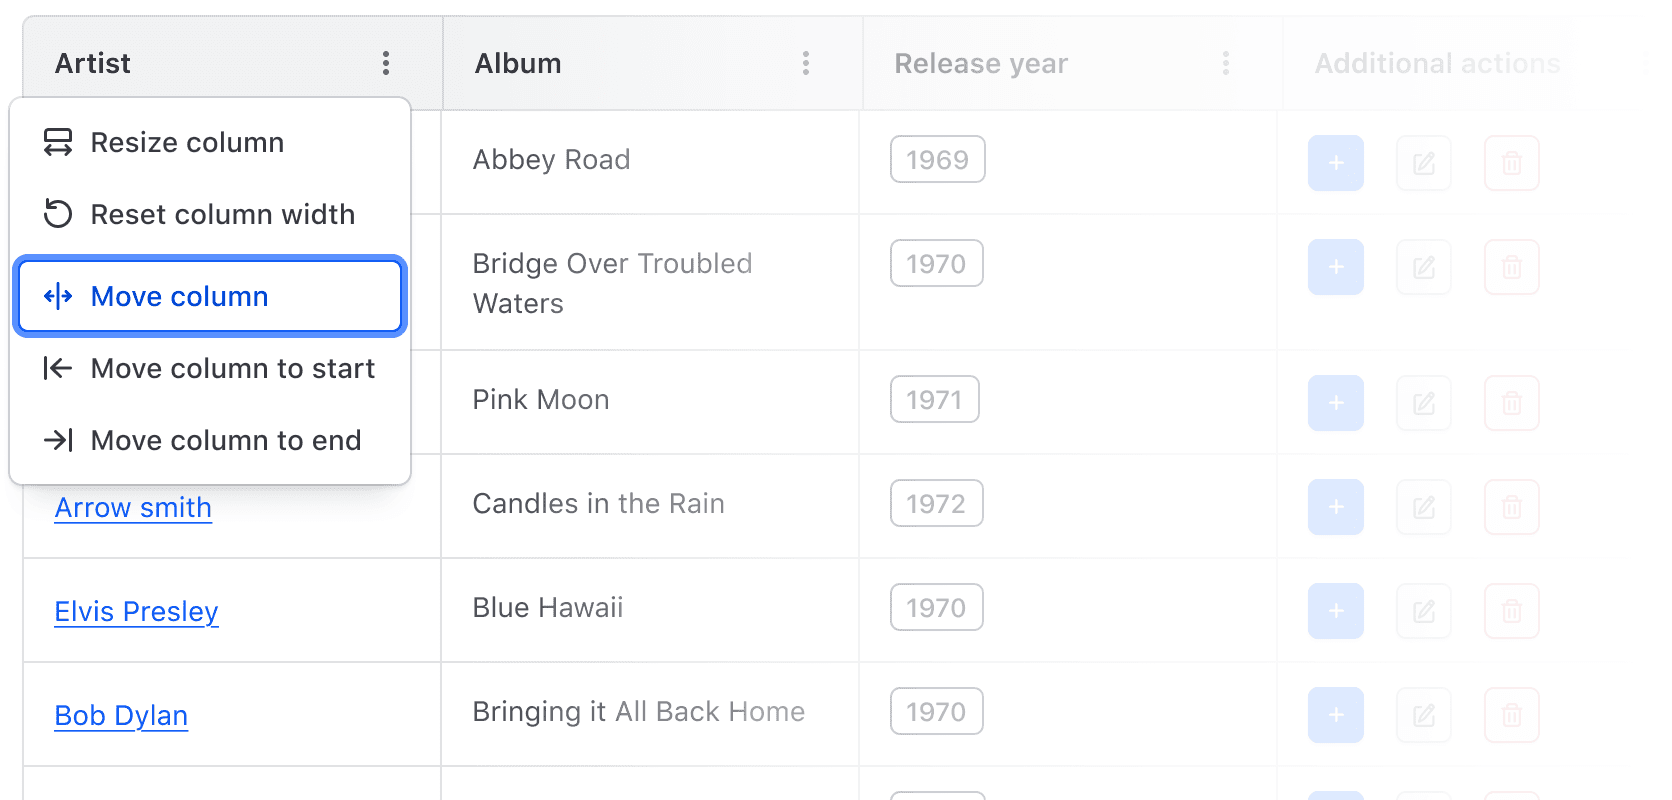 Artist Album Release year Additional actions
Resize column
Reset column width
Move column
Move column to start
Move column to end
Abbey Road 1969
Bridge Over Troubled
Waters
1970
Pink Moon 1971
Arrow smith Candles in the Rain 1972
Elvis Presley Blue Hawaii 1970
Bob Dylan Bringing it All Back Home 1970